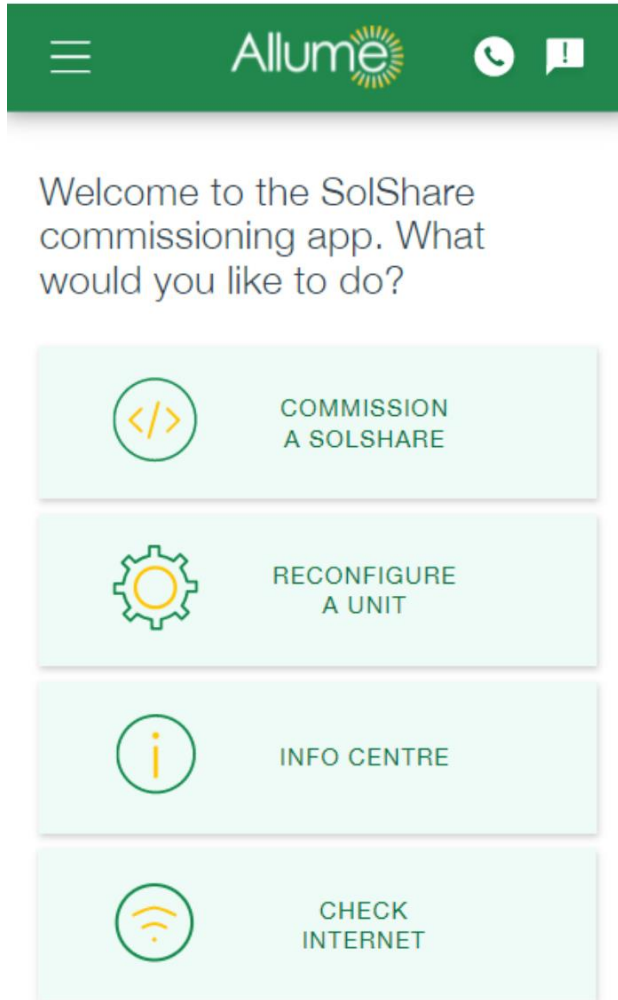 Allume
Welcome to the SolShare
commissioning app. What
would you like to do?
COMMISSION
A SOLSHARE
RECONFIGURE
A UNIT
INFO CENTRE
CHECK
INTERNET